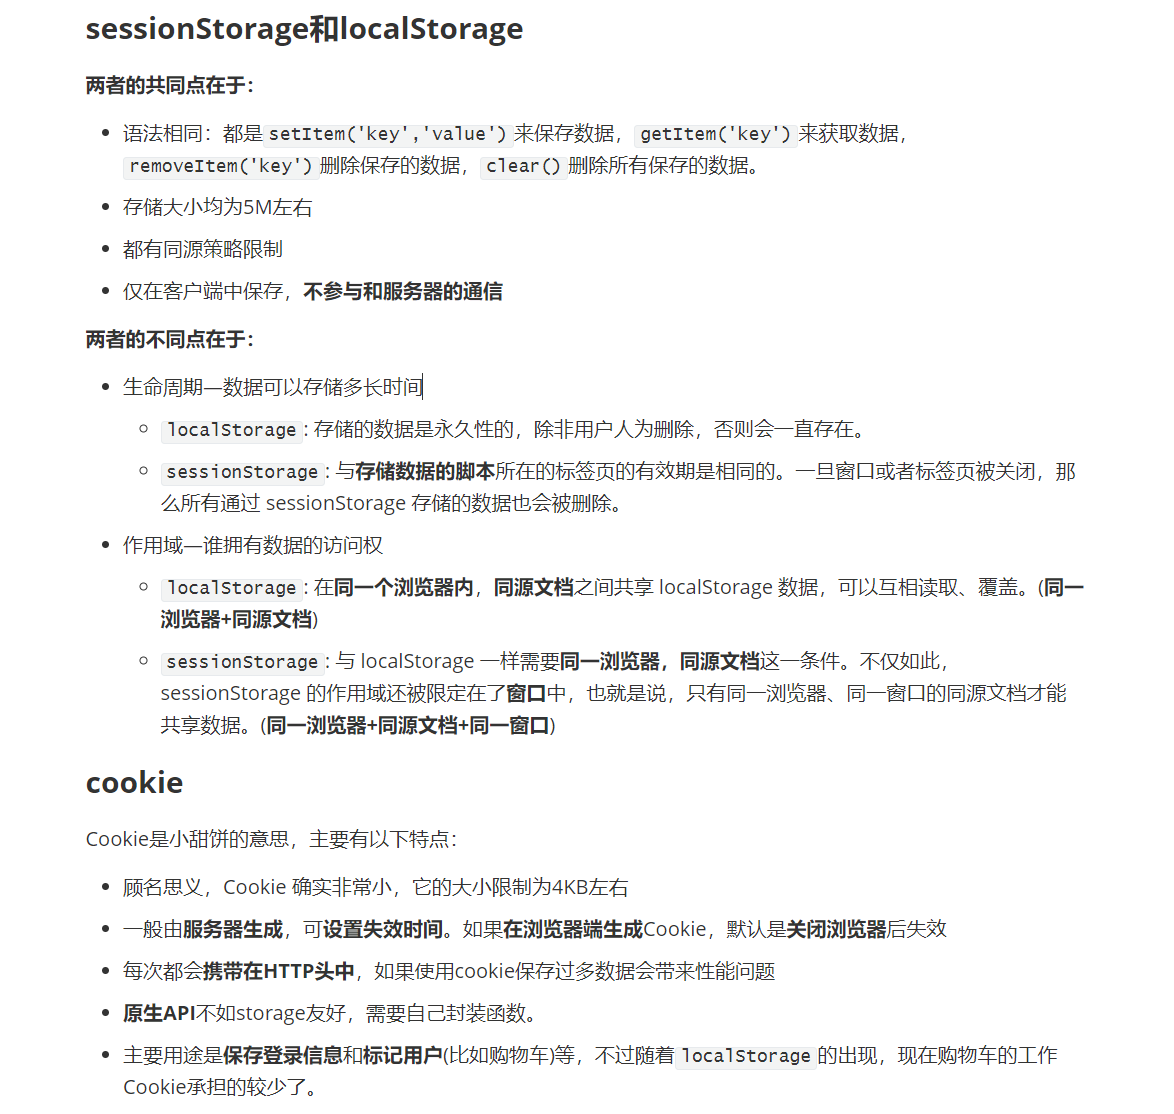 sessionStorage和localStorage
两者的共同点在于：
语法相同：都是setItem('key','value')来保存数据，getItem('key')来获取数据，
removeItem('key')删除保存的数据，clear()删除所有保存的数据。
存储大小均为5M左右
都有同源策略限制
仅在客户端中保存，不参与和服务器的通信
两者的不同点在于：
生命周期—数据可以存储多长时间
localStorage: 存储的数据是永久性的，除非用户人为删除，否则会一直存在。
sessionStorage: 与存储数据的脚本所在的标签页的有效期是相同的。一旦窗口或者标签页被关闭，那
么所有通过 sessionStorage 存储的数据也会被删除。
作用域—谁拥有数据的访问权
localStorage: 在同一个浏览器内，同源文档之间共享 localStorage 数据，可以互相读取、覆盖。(同一
浏览器+同源文档)
sessionStorage: 与 localStorage 一样需要同一浏览器，同源文档这一条件。不仅如此，
sessionStorage 的作用域还被限定在了窗口中，也就是说，只有同一浏览器、同一窗口的同源文档才能
共享数据。(同一浏览器+同源文档+同一窗口)
cookie
Cookie是小甜饼的意思，主要有以下特点：
顾名思义，Cookie 确实非常小，它的大小限制为4KB左右
一般由服务器生成，可设置失效时间。如果在浏览器端生成Cookie，默认是关闭浏览器后失效
每次都会携带在HTTP头中，如果使用cookie保存过多数据会带来性能问题
原生API不如storage友好，需要自己封装函数。
主要用途是保存登录信息和标记用户(比如购物车)等，不过随着localStorage的出现，现在购物车的工作
Cookie承担的较少了。